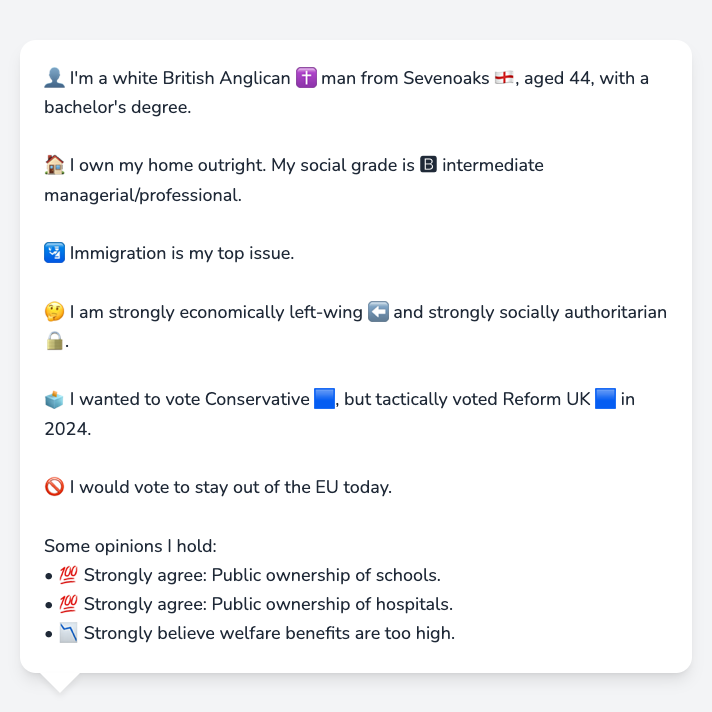 👤 I'm a white British Anglican ✝️ man from Sevenoaks 🏴󠁧󠁢󠁥󠁮󠁧󠁿, aged 44, with a
bachelor's degree.
🏠 I own my home outright. My social grade is 🅱 intermediate
managerial/professional.
🛂 Immigration is my top issue.
🤔 I am strongly economically left-wing ⬅️ and strongly socially authoritarian
🔒.
🗳️ I wanted to vote Conservative 🟦, but tactically voted Reform UK 🟦 in
2024.
🚫 I would vote to stay out of the EU today.
Some opinions I hold:
• 💯 Strongly agree: Public ownership of schools.
• 💯 Strongly agree: Public ownership of hospitals.
• 📉 Strongly believe welfare benefits are too high.